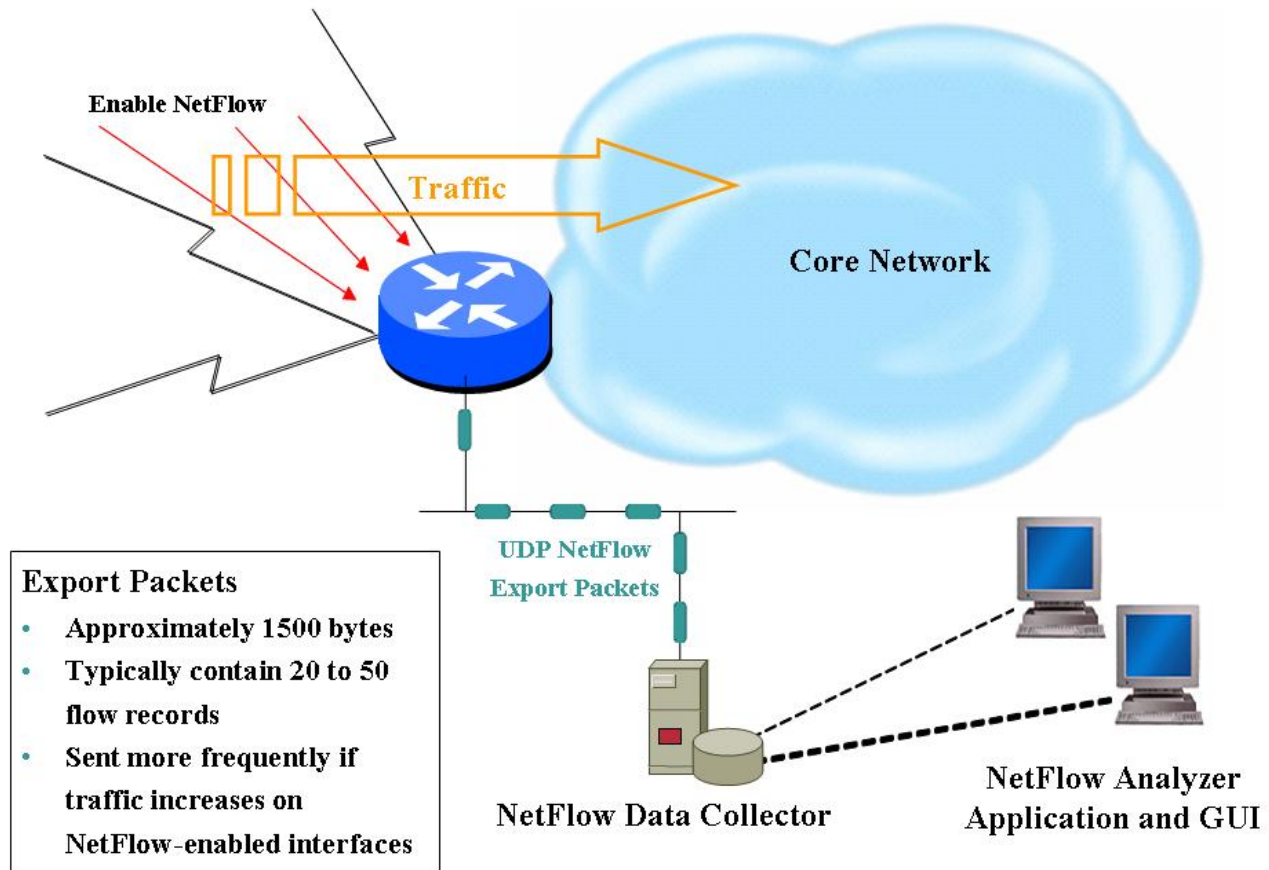 Enable NetFlow
Traffic
Core Network
UDP NetFlow
Export Packets
Export Packets
• Approximately 1500 bytes
• Typically contain 20 to 50
flow records
• Sent more frequently if
traffic increases on
NetFlow-enabled interfaces
NetFlow Data Collector
NetFlow Analyzer
Application and GUI